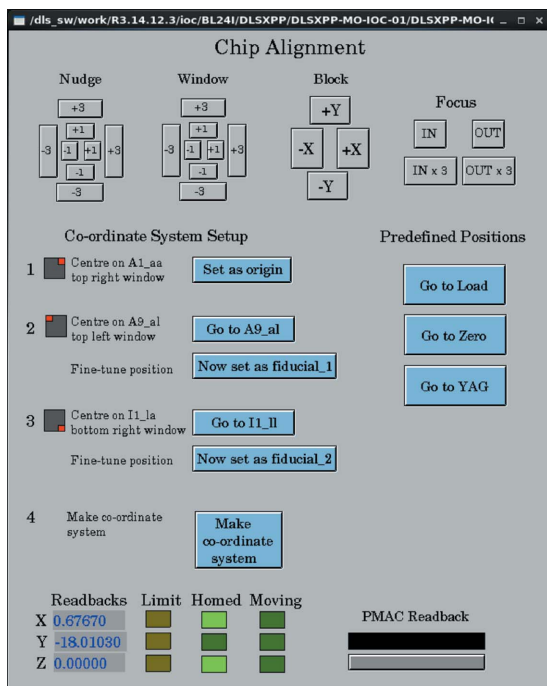 /dls_sw/work/R3.14.12.3/ioc/BL24I/DLSXPP/DLSXPP-MO-IOC-01/DLSXPP-MO-I
Chip Alignment
Nudge
Window
Block
Focus
+3
+1
-3
-1
+1
+3
-1
-3
+3
+1
-3
-1
+1
+3
-1
-3
+Y
-X
+X
-Y
IN
OUT
IN x 3
OUT x 3
Co-ordinate System Setup
Predefined Positions
1
Centre on A1_aa
top right window
Set as origin
Go to Load
2
Centre on A9_al
top left window
Go to A9_al
Go to Zero
Fine-tune position
Now set as fiducial_1
Go to YAG
3
Centre on I1_la
bottom right window
Go to I1_ll
Fine-tune position
Now set as fiducial_2
4
Make co-ordinate
system
Make
co-ordinate
system
Readbacks Limit Homed Moving
PMAC Readback
X 0.67670
Y -18.01030
Z 0.00000